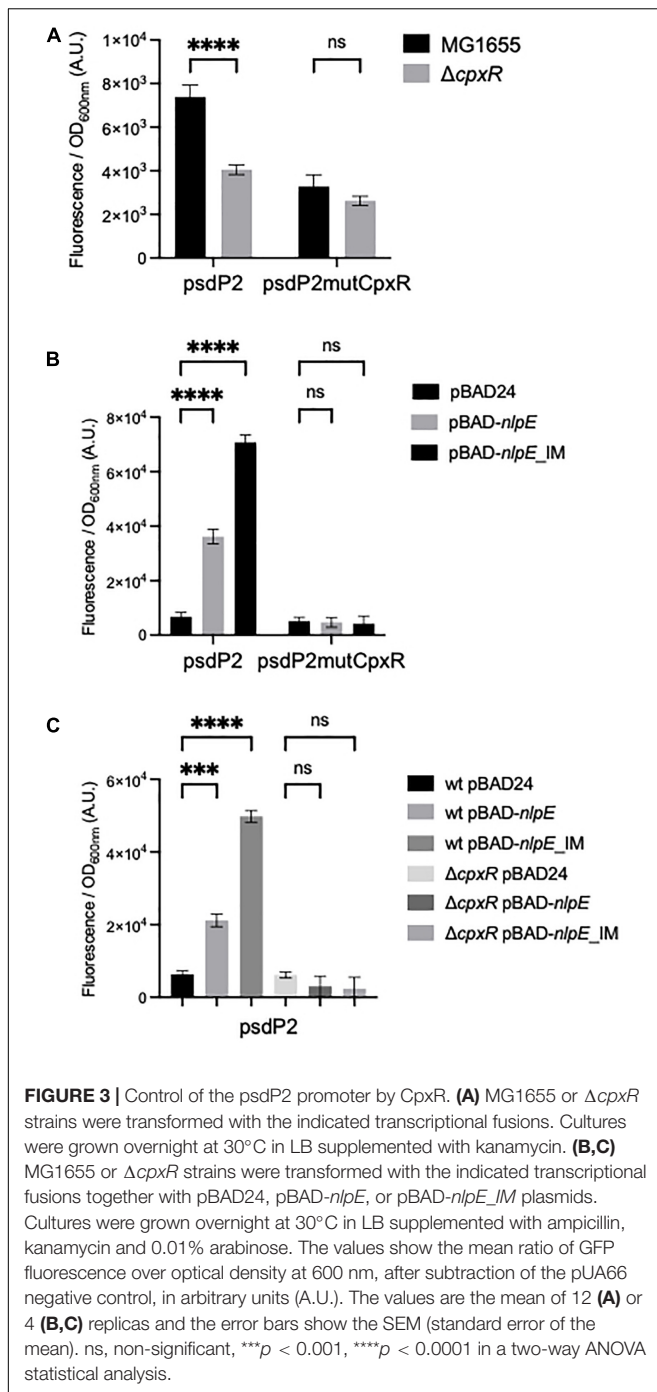 A
1×10⁴
8×10³
6×10³
4×10³
2×10³
0
Fluorescence / OD600nm (A.U.)
****
ns
MG1655
ΔcpxR
psdP2
psdP2mutCpxR
B
8×10⁴
6×10⁴
4×10⁴
2×10⁴
0
Fluorescence / OD600nm (A.U.)
****
****
ns
ns
pBAD24
pBAD-nlpE
pBAD-nlpE_IM
psdP2
psdP2mutCpxR
C
6×10⁴
4×10⁴
2×10⁴
0
Fluorescence / OD600nm (A.U.)
****
***
ns
ns
wt pBAD24
wt pBAD-nlpE
wt pBAD-nlpE_IM
ΔcpxR pBAD24
ΔcpxR pBAD-nlpE
ΔcpxR pBAD-nlpE_IM
psdP2
FIGURE 3 | Control of the psdP2 promoter by CpxR. (A) MG1655 or ΔcpxR
strains were transformed with the indicated transcriptional fusions. Cultures
were grown overnight at 30°C in LB supplemented with kanamycin. (B,C)
MG1655 or ΔcpxR strains were transformed with the indicated transcriptional
fusions together with pBAD24, pBAD-nlpE, or pBAD-nlpE_IM plasmids.
Cultures were grown overnight at 30°C in LB supplemented with ampicillin,
kanamycin and 0.01% arabinose. The values show the mean ratio of GFP
fluorescence over optical density at 600 nm, after subtraction of the pUA66
negative control, in arbitrary units (A.U.). The values are the mean of 12 (A) or
4 (B,C) replicas and the error bars show the SEM (standard error of the
mean). ns, non-significant, ***p < 0.001, ****p < 0.0001 in a two-way ANOVA
statistical analysis.